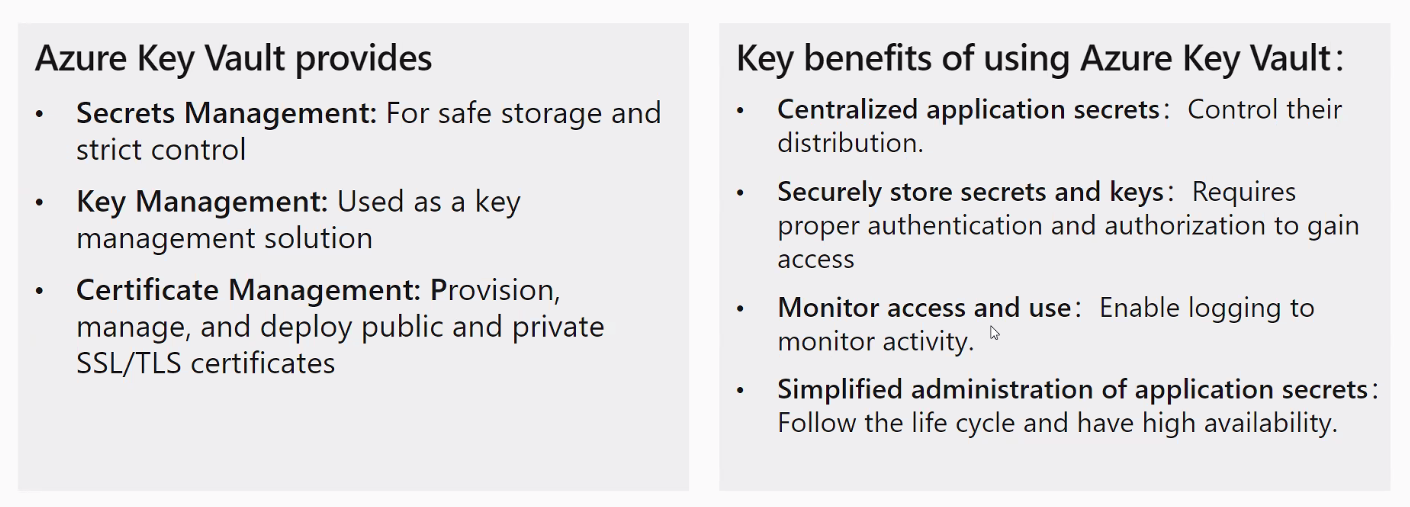 Azure Key Vault provides
• Secrets Management: For safe storage and
strict control
• Key Management: Used as a key
management solution
• Certificate Management: Provision,
manage, and deploy public and private
SSL/TLS certificates
Key benefits of using Azure Key Vault:
• Centralized application secrets: Control their
distribution.
• Securely store secrets and keys: Requires
proper authentication and authorization to gain
access
• Monitor access and use: Enable logging to
monitor activity.
• Simplified administration of application secrets:
Follow the life cycle and have high availability.